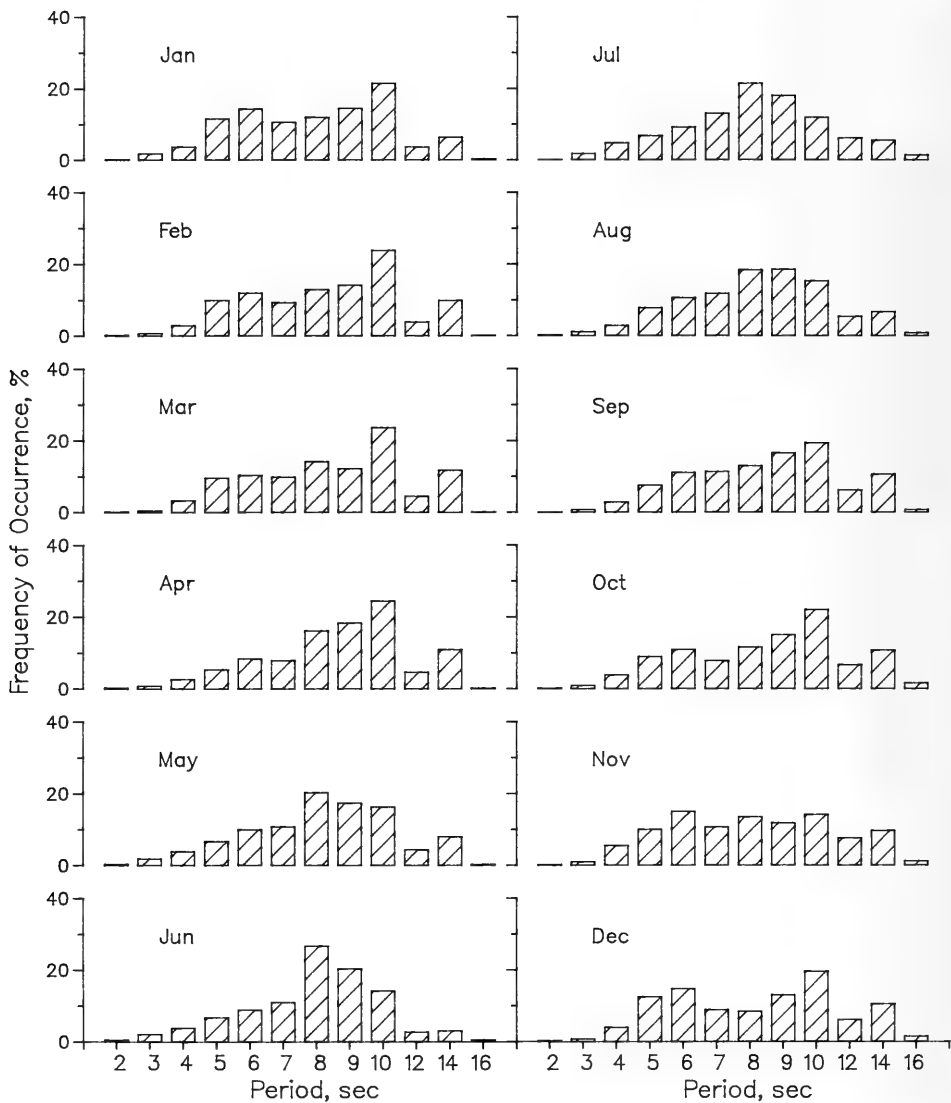 Frequency of Occurrence, %
40
20
0
Jan
40
20
0
Feb
40
20
0
Mar
40
20
0
Apr
40
20
0
May
40
20
0
Jun
2 3 4 5 6 7 8 9 10 12 14 16
Period, sec
Jul
Aug
Sep
Oct
Nov
Dec
2 3 4 5 6 7 8 9 10 12 14 16
Period, sec